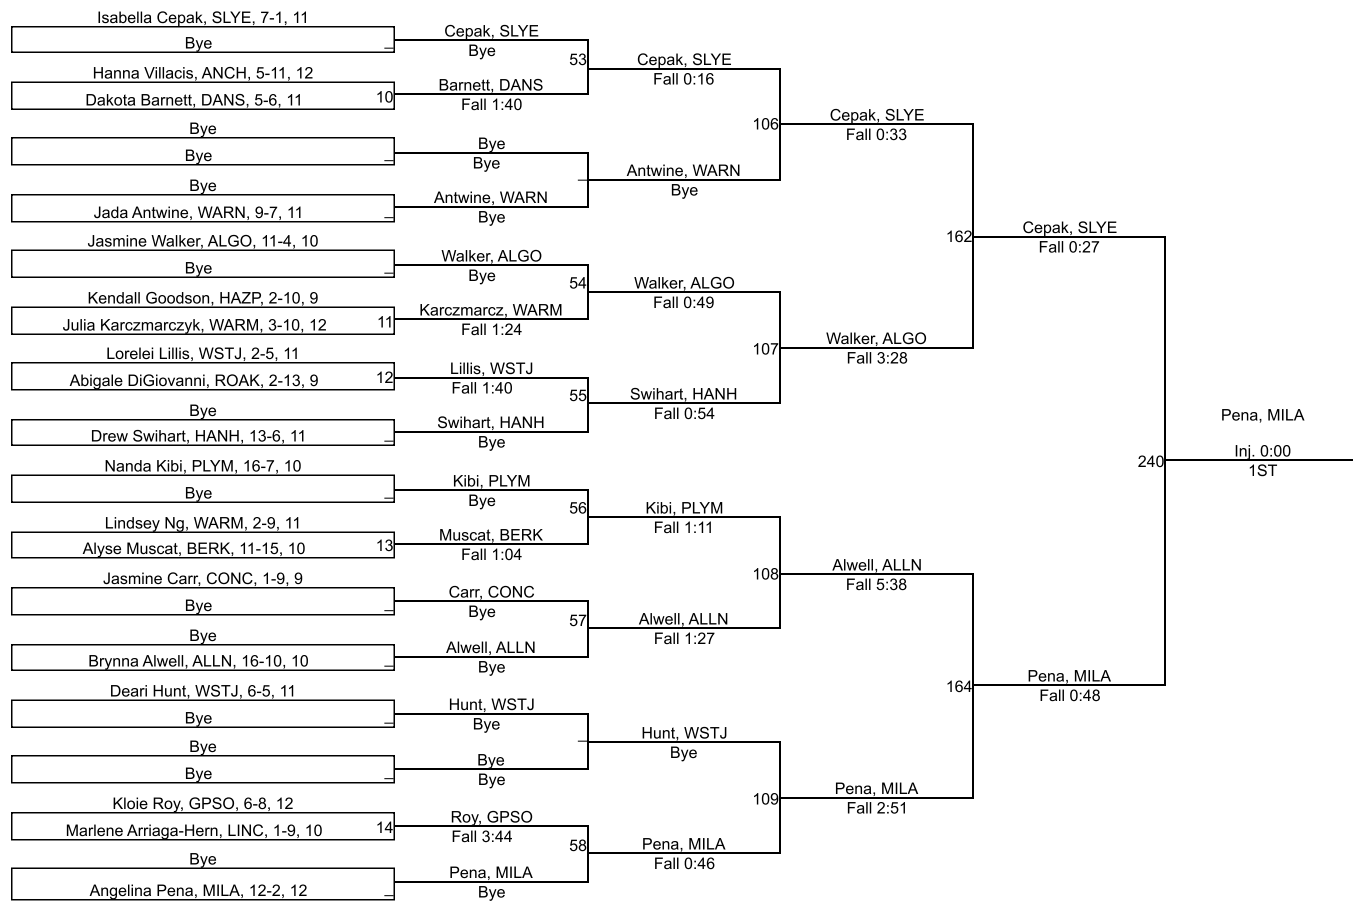 Isabella Cepak, SLYE, 7-1, 11
Bye
Hanna Villacis, ANCH, 5-11, 12
Dakota Barnett, DANS, 5-6, 11
10
Bye
Bye
Bye
Jada Antwine, WARN, 9-7, 11
Jasmine Walker, ALGO, 11-4, 10
Bye
Kendall Goodson, HAZP, 2-10, 9
Julia Karczmarczyk, WARM, 3-10, 12
11
Lorelei Lillis, WSTJ, 2-5, 11
Abigale DiGiovanni, ROAK, 2-13, 9
12
Bye
Drew Swihart, HANH, 13-6, 11
Nanda Kibi, PLYM, 16-7, 10
Bye
Lindsey Ng, WARM, 2-9, 11
Alyse Muscat, BERK, 11-15, 10
13
Jasmine Carr, CONC, 1-9, 9
Bye
Bye
Brynna Alwell, ALLN, 16-10, 10
Deari Hunt, WSTJ, 6-5, 11
Bye
Bye
Bye
Kloie Roy, GPSO, 6-8, 12
Marlene Arriaga-Hern, LINC, 1-9, 10
14
Bye
Angelina Pena, MILA, 12-2, 12
Cepak, SLYE
Bye
53
Barnett, DANS
Fall 1:40
Bye
Bye
Antwine, WARN
Bye
Walker, ALGO
Bye
54
Karczmarcz, WARM
Fall 1:24
Lillis, WSTJ
Fall 1:40
55
Swihart, HANH
Bye
Kibi, PLYM
Bye
56
Muscat, BERK
Fall 1:04
Carr, CONC
Bye
57
Alwell, ALLN
Bye
Hunt, WSTJ
Bye
Bye
Bye
Roy, GPSO
Fall 3:44
58
Pena, MILA
Bye
Cepak, SLYE
Fall 0:16
106
Antwine, WARN
Bye
Walker, ALGO
Fall 0:49
107
Swihart, HANH
Fall 0:54
Kibi, PLYM
Fall 1:11
108
Alwell, ALLN
Fall 1:27
Hunt, WSTJ
Bye
109
Pena, MILA
Fall 0:46
Cepak, SLYE
Fall 0:33
162
Walker, ALGO
Fall 3:28
Alwell, ALLN
Fall 5:38
164
Pena, MILA
Fall 2:51
Cepak, SLYE
Fall 0:27
240
Pena, MILA
Fall 0:48
Pena, MILA
Inj. 0:00
1ST